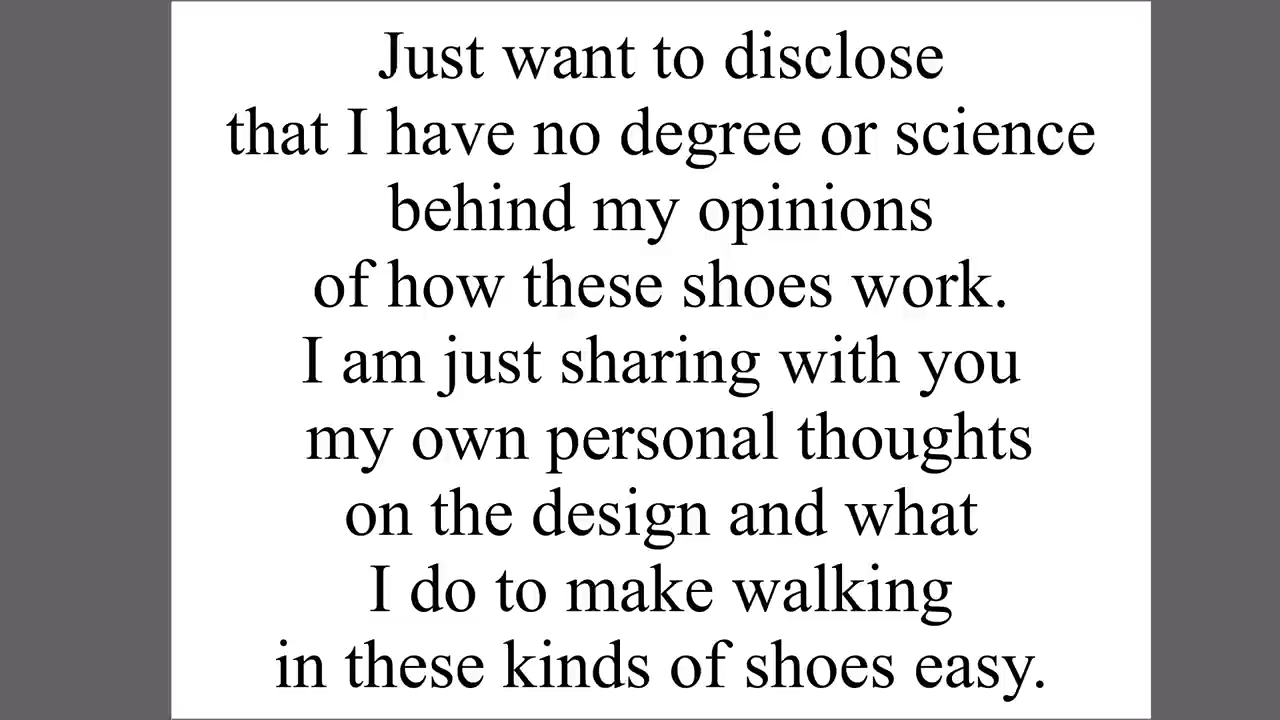 Just want to disclose
that I have no degree or science
behind my opinions
of how these shoes work.
I am just sharing with you
my own personal thoughts
on the design and what
I do to make walking
in these kinds of shoes easy.